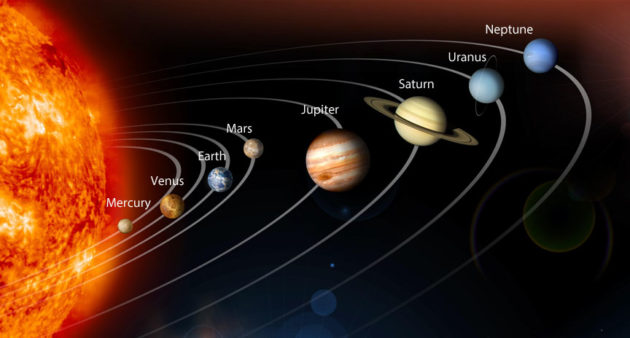 Mercury
Venus
Earth
Mars
Jupiter
Saturn
Uranus
Neptune